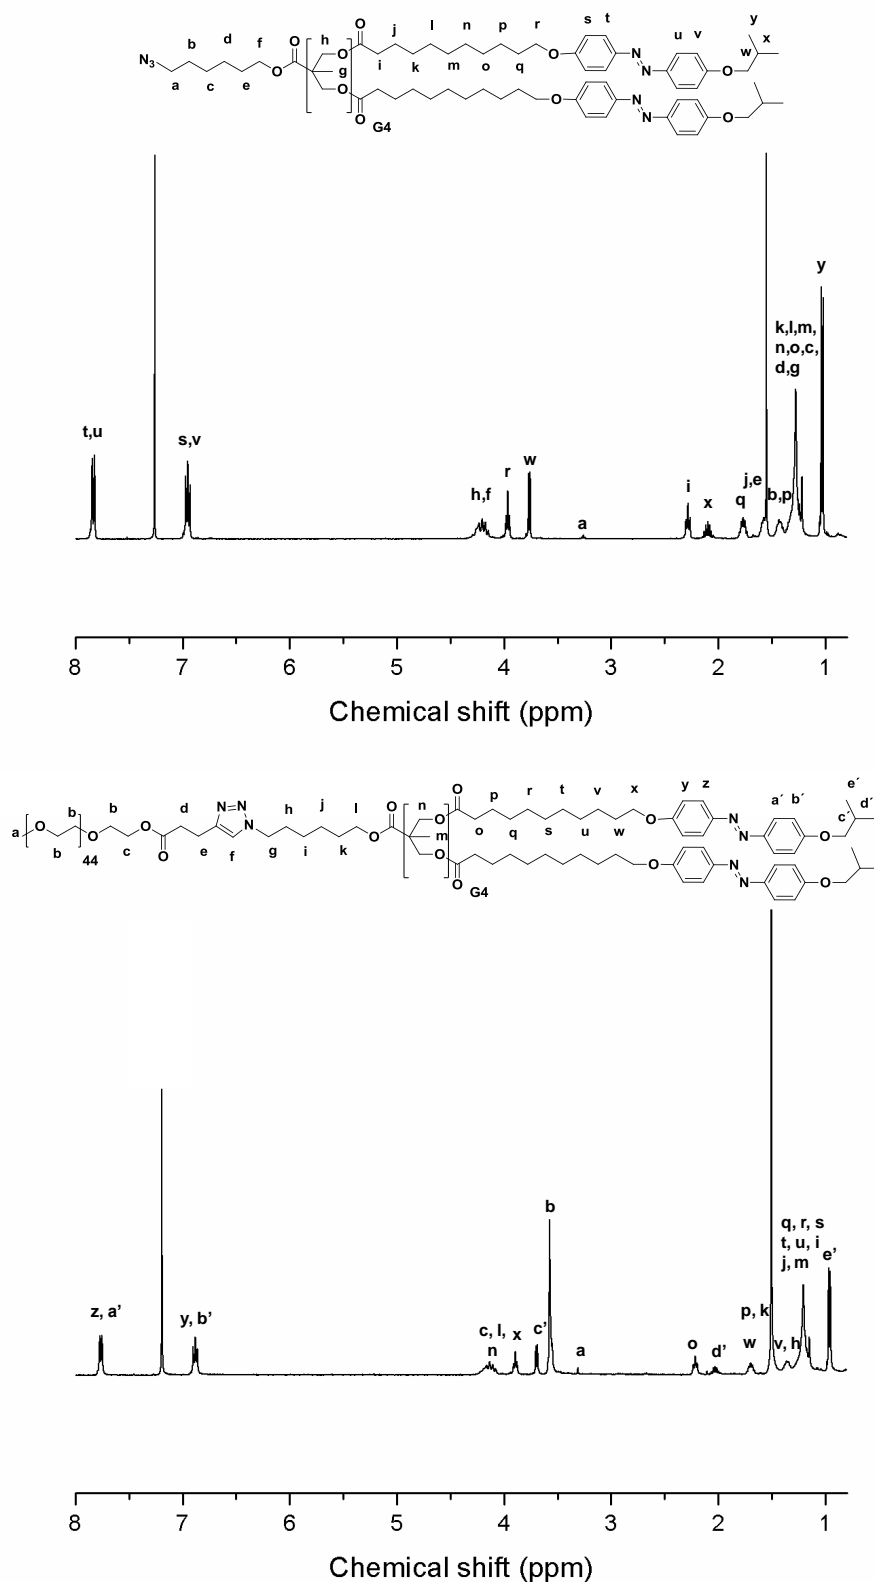 y
h j l n p r s t
b d f O O u v x
N3 O g O O N N w
a c e i k m o q O
O O N N
O G4 O
y
k,l,m,
n,o,c,
d,g
t,u s,v j,e
h,f r w i q b,p
a x
8 7 6 5 4 3 2 1
Chemical shift (ppm)
e´
n p r t v x y z
b b d N N h j l O O a´ b´ d´
a O O O N O m O O N c´
b 44 c O e f g i k o q s u w N O
O O O N N
O G4 O
q, r, s
t, u, i
j, m e’
b
z, a’ p, k
y, b’ c, l, x c’ w v, h
n a o d’
8 7 6 5 4 3 2 1
Chemical shift (ppm)